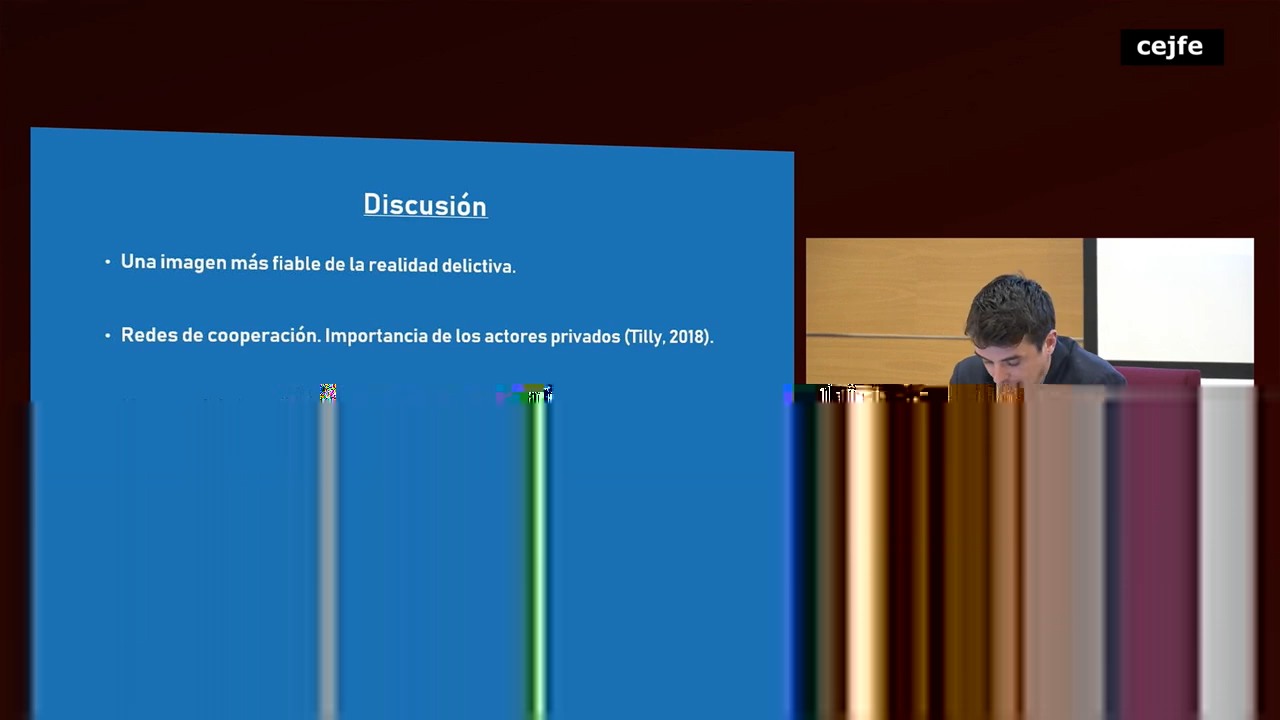 cejfe
Discusión
• Una imagen más fiable de la realidad delictiva.
• Redes de cooperación. Importancia de los actores privados (Tilly, 2018).